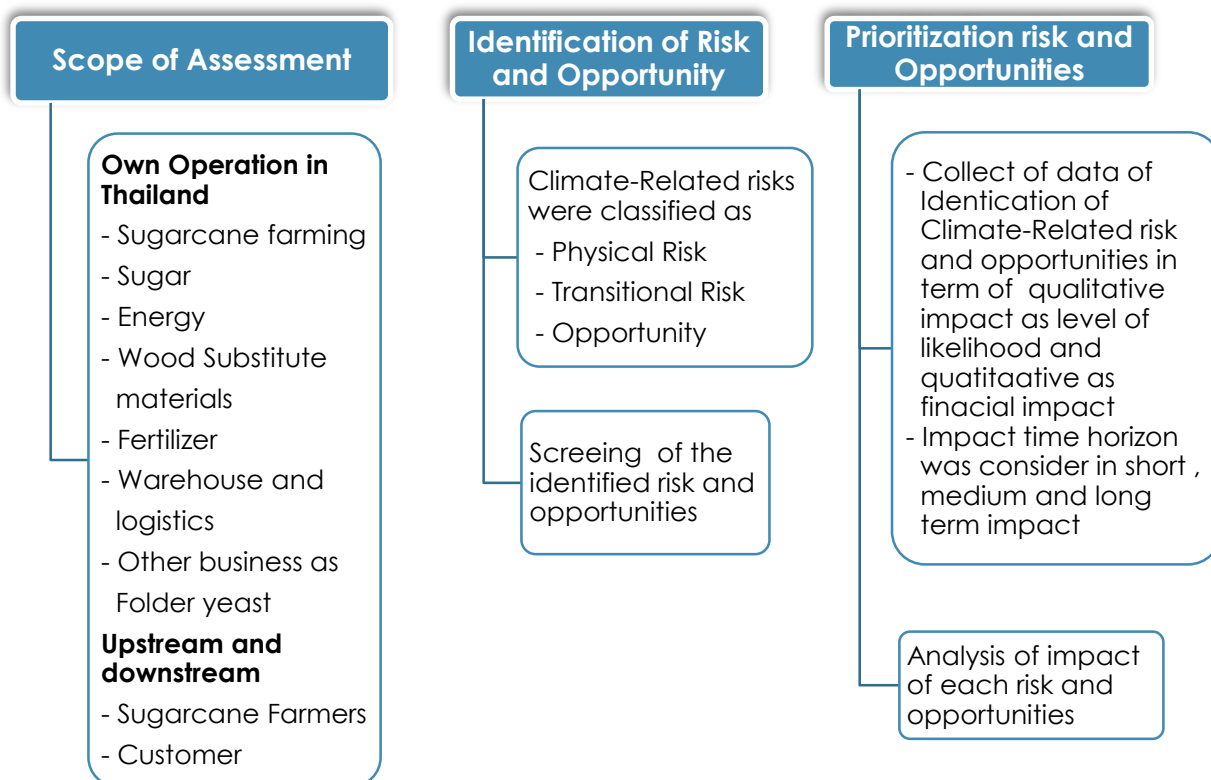 Scope of Assessment
Own Operation in
Thailand
- Sugarcane farming
- Sugar
- Energy
- Wood Substitute
materials
- Fertilizer
- Warehouse and
logistics
- Other business as
Folder yeast
Upstream and
downstream
- Sugarcane Farmers
- Customer
Identification of Risk
and Opportunity
Climate-Related risks
were classified as
- Physical Risk
- Transitional Risk
- Opportunity
Screeing of the
identified risk and
opportunities
Prioritization risk and
Opportunities
- Collect of data of
Identication of
Climate-Related risk
and opportunities in
term of qualitative
impact as level of
likelihood and
quatitaative as
finacial impact
- Impact time horizon
was consider in short ,
medium and long
term impact
Analysis of impact
of each risk and
opportunities